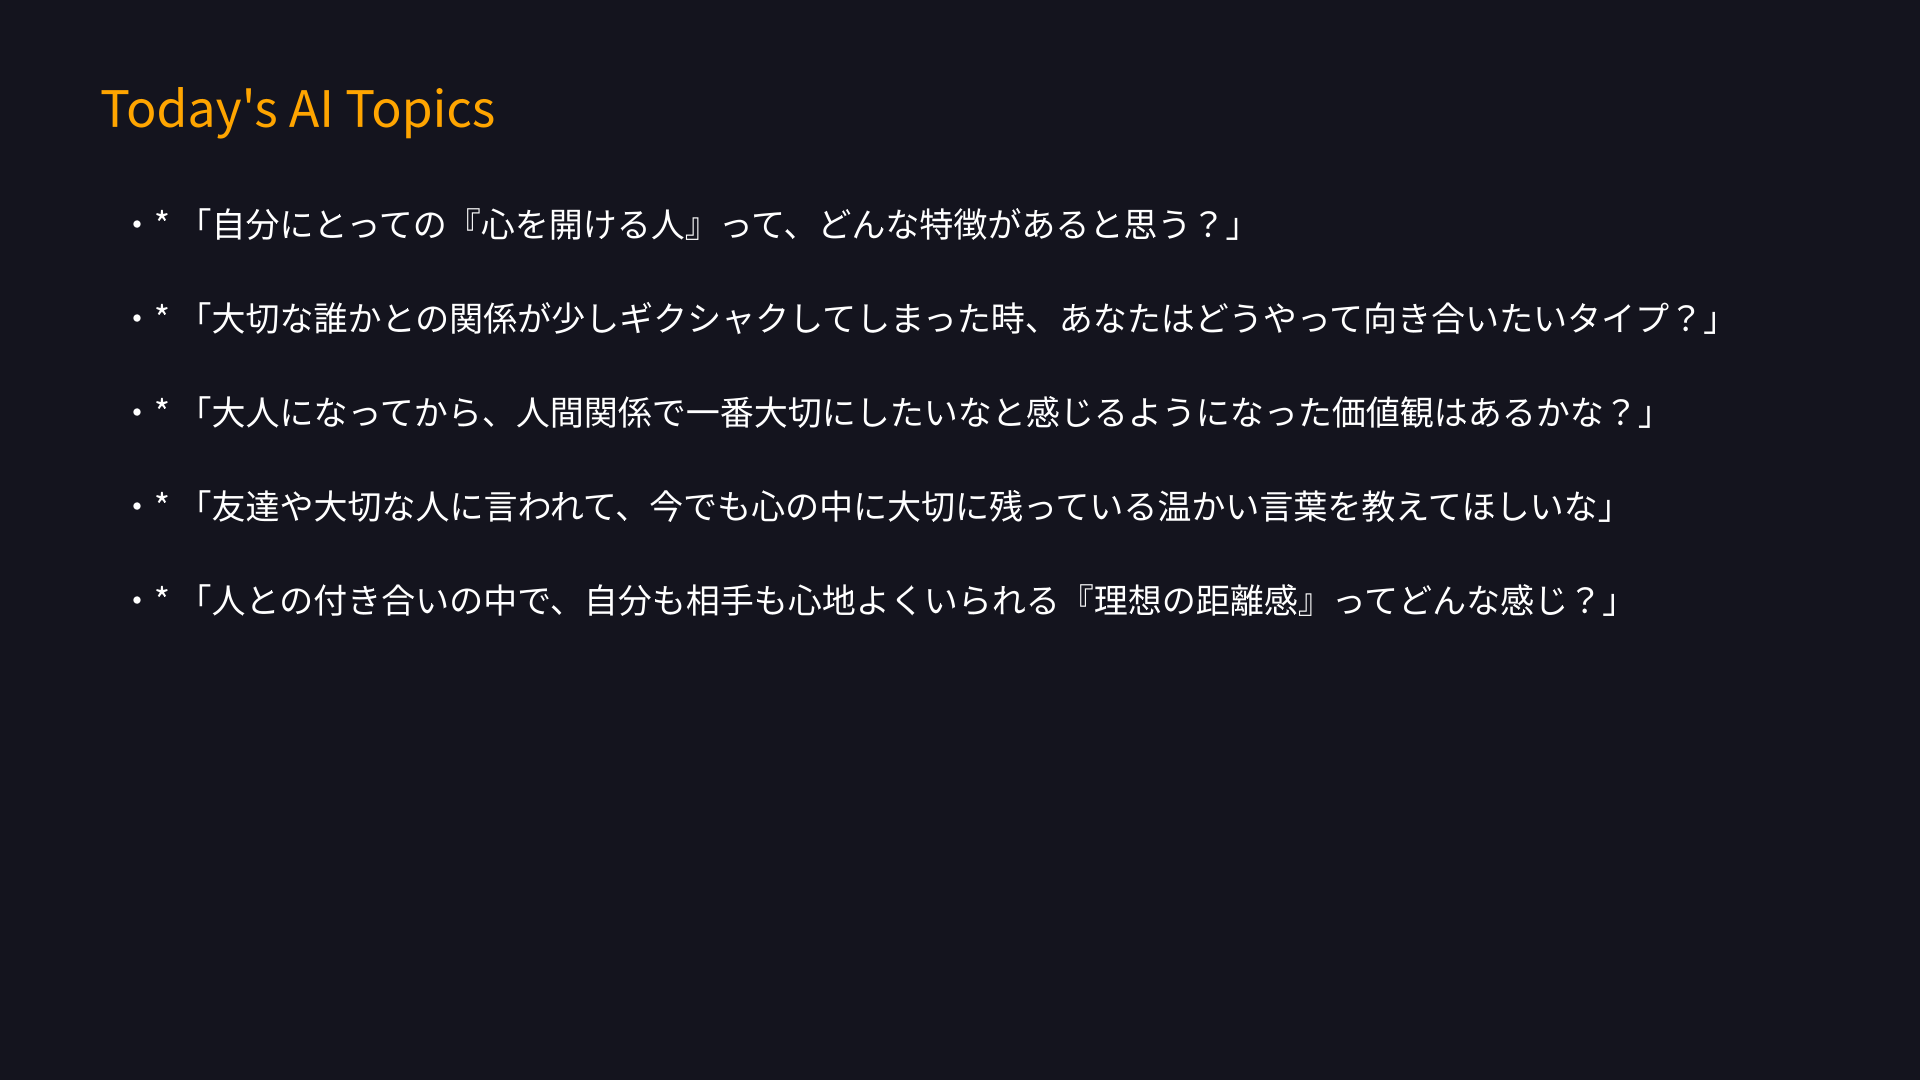 Today's AI Topics
・* 「自分にとっての『心を開ける人』って、どんな特徴があると思う？」
・* 「大切な誰かとの関係が少しギクシャクしてしまった時、あなたはどうやって向き合いたいタイプ？」
・* 「大人になってから、人間関係で一番大切にしたいなと感じるようになった価値観はあるかな？」
・* 「友達や大切な人に言われて、今でも心の中に大切に残っている温かい言葉を教えてほしいな」
・* 「人との付き合いの中で、自分も相手も心地よくいられる『理想の距離感』ってどんな感じ？」